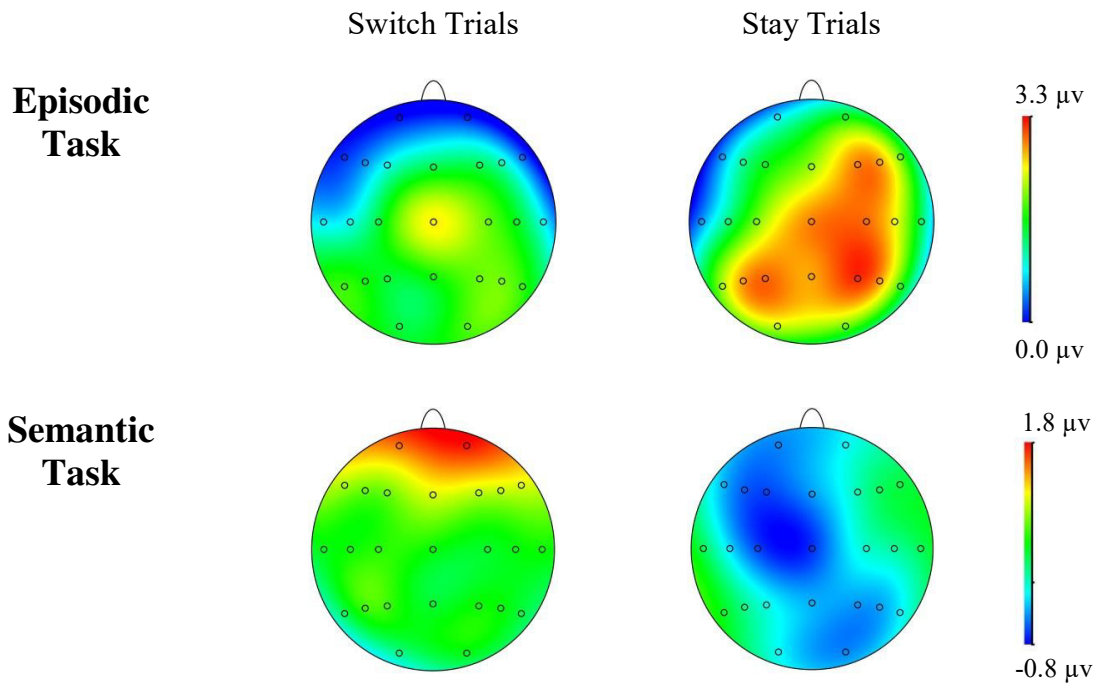 Switch Trials
Stay Trials
Episodic
Task
3.3 μv
0.0 μv
Semantic
Task
1.8 μv
-0.8 μv